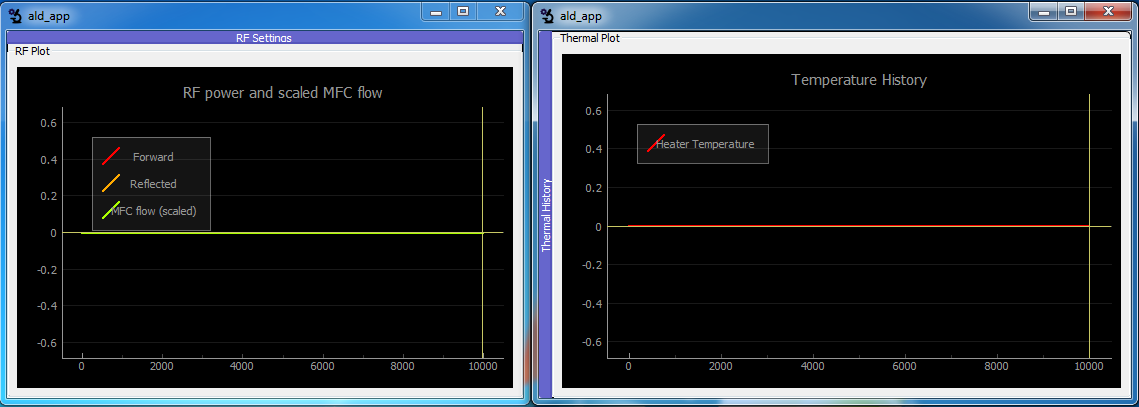 ald_app
RF Settings
RF Plot
RF power and scaled MFC flow
0.6
0.4
0.2
0
-0.2
-0.4
-0.6
Forward
Reflected
MFC flow (scaled)
0
2000
4000
6000
8000
10000
ald_app
Thermal History
Thermal Plot
Temperature History
0.6
0.4
0.2
0
-0.2
-0.4
-0.6
Heater Temperature
0
2000
4000
6000
8000
10000